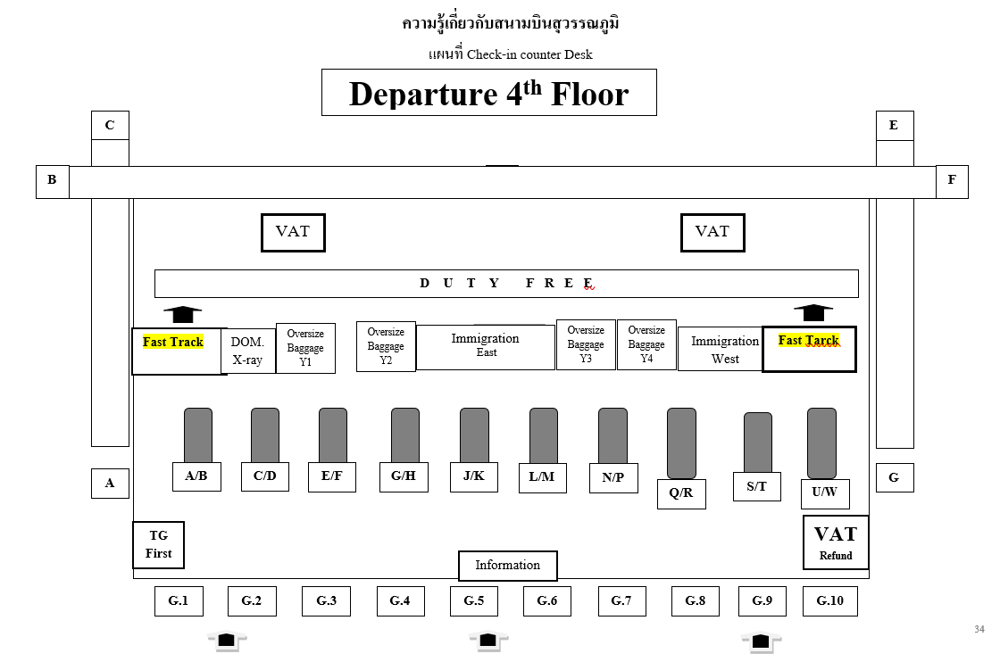 ความรู้เกี่ยวกับสนามบินสุวรรณภูมิ
แผนที่ Check-in counter Desk
Departure 4th Floor
C
E
B
F
VAT
VAT
DUTY FREE
Fast Track
DOM.
X-ray
Oversize
Baggage
Y1
Oversize
Baggage
Y2
Immigration
East
Oversize
Baggage
Y3
Oversize
Baggage
Y4
Immigration
West
Fast Tarck
A/B
C/D
E/F
G/H
J/K
L/M
N/P
Q/R
S/T
U/W
A
G
TG
First
VAT
Refund
Information
G.1
G.2
G.3
G.4
G.5
G.6
G.7
G.8
G.9
G.10
34